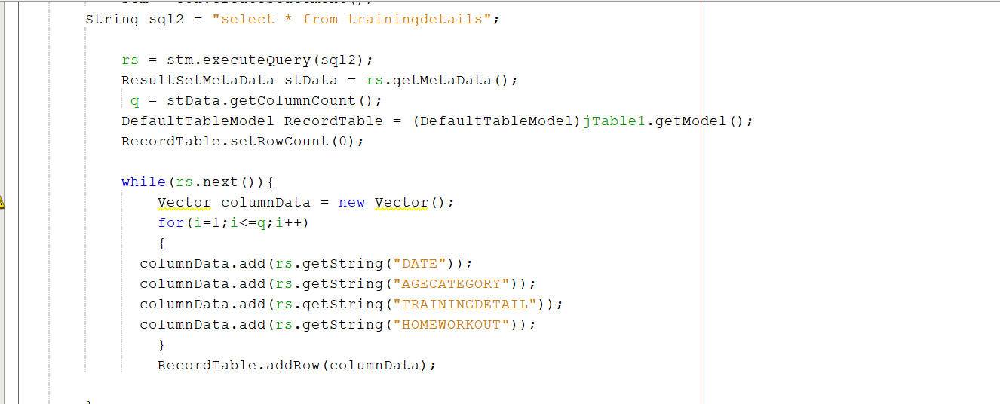 String sql2 = "select * from trainingdetails";
rs = stm.executeQuery(sql2);
ResultSetMetaData stData = rs.getMetaData();
q = stData.getColumnCount();
DefaultTableModel RecordTable = (DefaultTableModel)jTable1.getModel();
RecordTable.setRowCount(0);
while(rs.next()){
Vector columnData = new Vector();
for(i=1;i<=q;i++)
{
columnData.add(rs.getString("DATE"));
columnData.add(rs.getString("AGECATEGORY"));
columnData.add(rs.getString("TRAININGDETAIL"));
columnData.add(rs.getString("HOMEWORKOUT"));
}
RecordTable.addRow(columnData);